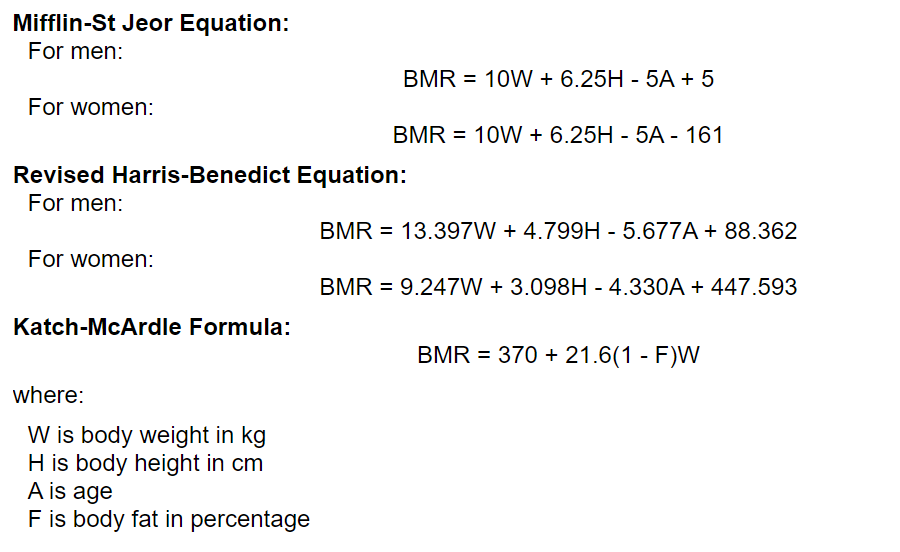 Mifflin-St Jeor Equation:
For men:
BMR = 10W + 6.25H - 5A + 5
For women:
BMR = 10W + 6.25H - 5A - 161
Revised Harris-Benedict Equation:
For men:
BMR = 13.397W + 4.799H - 5.677A + 88.362
For women:
BMR = 9.247W + 3.098H - 4.330A + 447.593
Katch-McArdle Formula:
BMR = 370 + 21.6(1 - F)W
where:
W is body weight in kg
H is body height in cm
A is age
F is body fat in percentage